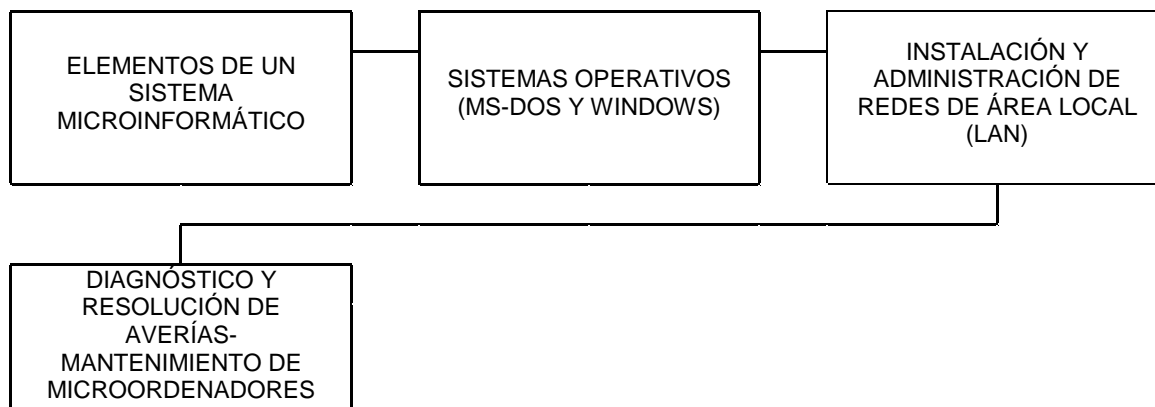 ELEMENTOS DE UN
SISTEMA
MICROINFORMÁTICO
SISTEMAS OPERATIVOS
(MS-DOS Y WINDOWS)
INSTALACIÓN Y
ADMINISTRACIÓN DE
REDES DE ÁREA LOCAL
(LAN)
DIAGNÓSTICO Y
RESOLUCIÓN DE
AVERÍAS-
MANTENIMIENTO DE
MICROORDENADORES